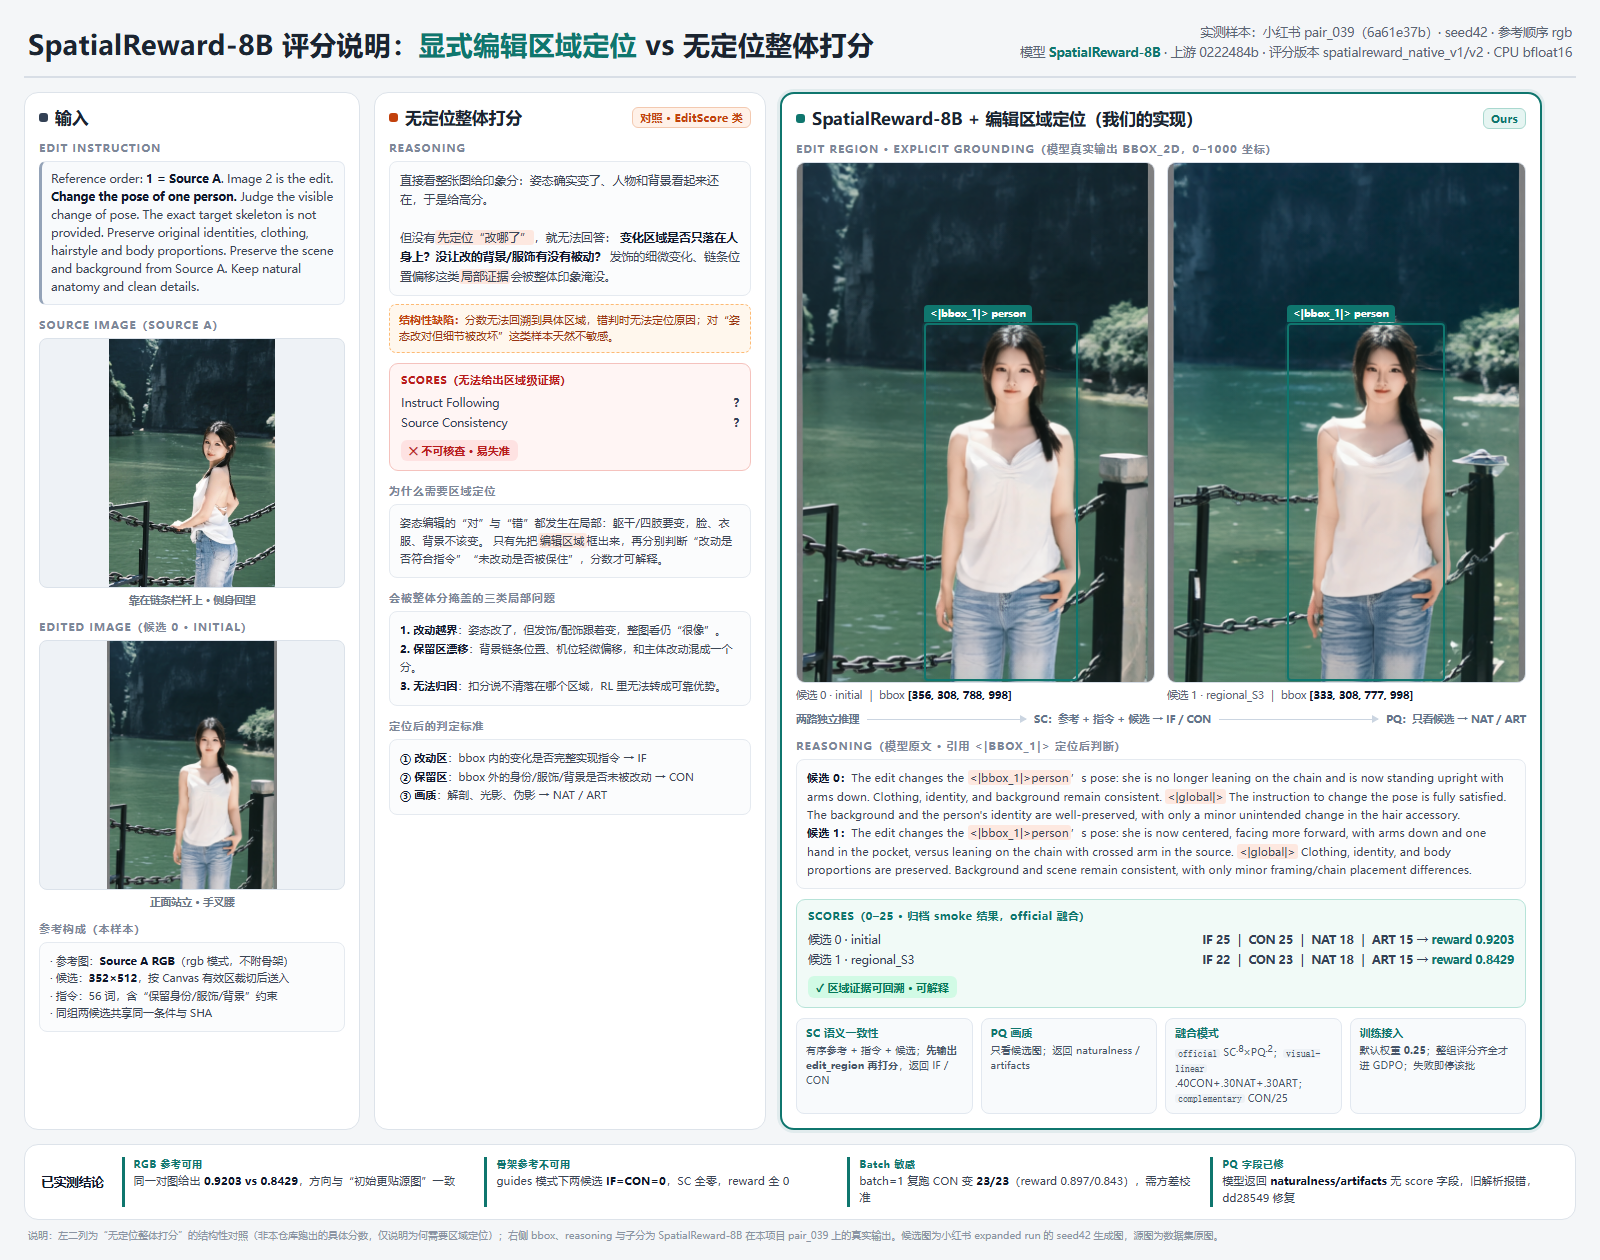 SpatialReward-8B 评分说明：显式编辑区域定位 vs 无定位整体打分
实测样本：小红书 pair_039（6a61e37b）· seed42 · 参考顺序 rgb
模型 SpatialReward-8B · 上游 0222484b · 评分版本 spatialreward_native_v1/v2 · CPU bfloat16
输入
EDIT INSTRUCTION
Reference order: 1 = Source A. Image 2 is the edit.
Change the pose of one person. Judge the visible
change of pose. The exact target skeleton is not
provided. Preserve original identities, clothing,
hairstyle and body proportions. Preserve the scene
and background from Source A. Keep natural
anatomy and clean details.
SOURCE IMAGE（SOURCE A）
靠在链条栏杆上 · 侧身回望
EDITED IMAGE（候选 0 · INITIAL）
正面站立 · 手叉腰
参考构成（本样本）
· 参考图：Source A RGB（rgb 模式，不附骨架）
· 候选：352×512，按 Canvas 有效区裁切后送入
· 指令：56 词，含“保留身份/服饰/背景”约束
· 同组两候选共享同一条件与 SHA
无定位整体打分
对照 · EditScore 类
REASONING
直接看整张图给印象分：姿态确实变了、人物和背景看起来还
在，于是给高分。
但没有先定位“改哪了”，就无法回答：变化区域是否只落在人
身上？没让改的背景/服饰有没有被动？ 发饰的细微变化、链条位
置偏移这类局部证据会被整体印象淹没。
结构性缺陷：分数无法回溯到具体区域，错判时无法定位原因；对“姿
态改对但细节被改坏”这类样本天然不敏感。
SCORES（无法给出区域级证据）
Instruct Following ?
Source Consistency ?
✕ 不可核查 · 易失准
为什么需要区域定位
姿态编辑的“对”与“错”都发生在局部：躯干/四肢要变，脸、衣
服、背景不该变。只有先把编辑区域框出来，再分别判断“改动是
否符合指令”“未改动是否被保住”，分数才可解释。
会被整体分掩盖的三类局部问题
1. 改动越界：姿态改了，但发饰/配饰跟着变，整图看仍“很像”。
2. 保留区漂移：背景链条位置、机位轻微偏移，和主体改动混成一个
分。
3. 无法归因：扣分说不清落在哪个区域，RL 里无法转成可靠优势。
定位后的判定标准
① 改动区：bbox 内的变化是否完整实现指令 → IF
② 保留区：bbox 外的身份/服饰/背景是否未被改动 → CON
③ 画质：解剖、光影、伪影 → NAT / ART
SpatialReward-8B + 编辑区域定位（我们的实现）
Ours
EDIT REGION · EXPLICIT GROUNDING（模型真实输出 BBOX_2D，0–1000 坐标）
<|bbox_1|> person
<|bbox_1|> person
候选 0 · initial ｜ bbox [356, 308, 788, 998]
候选 1 · regional_S3 ｜ bbox [333, 308, 777, 998]
两路独立推理
SC：参考 + 指令 + 候选 → IF / CON
PQ：只看候选 → NAT / ART
REASONING（模型原文 · 引用 <|BBOX_1|> 定位后判断）
候选 0：The edit changes the <|bbox_1|>person’s pose: she is no longer leaning on the chain and is now standing upright with
arms down. Clothing, identity, and background remain consistent. <|global|> The instruction to change the pose is fully satisfied.
The background and the person's identity are well-preserved, with only a minor unintended change in the hair accessory.
候选 1：The edit changes the <|bbox_1|>person’s pose: she is now centered, facing more forward, with arms down and one
hand in the pocket, versus leaning on the chain with crossed arm in the source. <|global|> Clothing, identity, and body
proportions are preserved. Background and scene remain consistent, with only minor framing/chain placement differences.
SCORES（0–25 · 归档 smoke 结果，official 融合）
候选 0 · initial IF 25 ｜ CON 25 ｜ NAT 18 ｜ ART 15 → reward 0.9203
候选 1 · regional_S3 IF 22 ｜ CON 23 ｜ NAT 18 ｜ ART 15 → reward 0.8429
✓ 区域证据可回溯 · 可解释
SC 语义一致性
有序参考 + 指令 + 候选；先输出
edit_region 再打分，返回 IF /
CON
PQ 画质
只看候选图；返回 naturalness /
artifacts
融合模式
official SC·8×PQ·2；visual-
linear
.40CON+.30NAT+.30ART；
complementary CON/25
训练接入
默认权重 0.25；整组评分齐全才
进 GDPO；失败即停该批
已实测结论
RGB 参考可用
同一对图给出 0.9203 vs 0.8429，方向与“初始更贴源图”一致
骨架参考不可用
guides 模式下两候选 IF=CON=0，SC 全零，reward 全 0
Batch 敏感
batch=1 复跑 CON 变 23/23（reward 0.897/0.843），需方差校
准
PQ 字段已修
模型返回 naturalness/artifacts 无 score 字段，旧解析报错，
dd28549 修复
说明：左二列为“无定位整体打分”的结构性对照（非本仓库跑出的具体分数，仅说明为何需要区域定位）；右侧 bbox、reasoning 与子分为 SpatialReward-8B 在本项目 pair_039 上的真实输出。候选图为小红书 expanded run 的 seed42 生成图，源图为数据集原图。